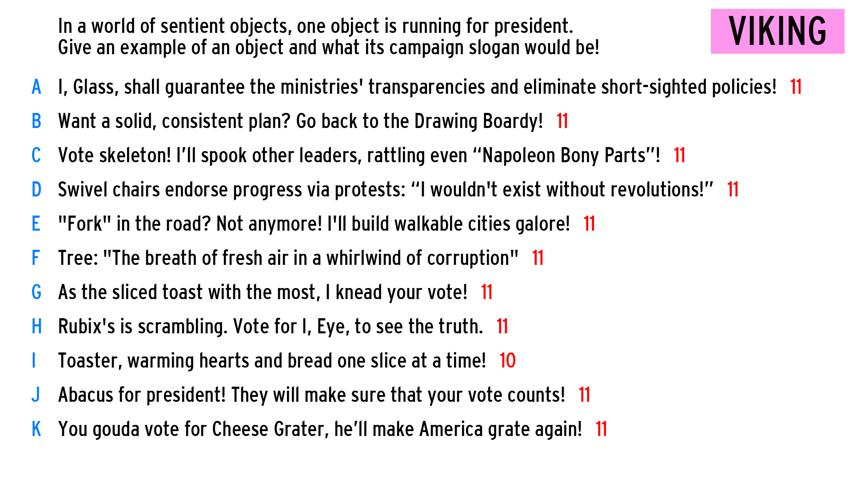 In a world of sentient objects, one object is running for president.
Give an example of an object and what its campaign slogan would be!
VIKING
A I, Glass, shall guarantee the ministries' transparencies and eliminate short-sighted policies! 11
B Want a solid, consistent plan? Go back to the Drawing Boardy! 11
C Vote skeleton! I’ll spook other leaders, rattling even “Napoleon Bony Parts”! 11
D Swivel chairs endorse progress via protests: “I wouldn't exist without revolutions!” 11
E "Fork" in the road? Not anymore! I'll build walkable cities galore! 11
F Tree: "The breath of fresh air in a whirlwind of corruption" 11
G As the sliced toast with the most, I knead your vote! 11
H Rubix's is scrambling. Vote for I, Eye, to see the truth. 11
I Toaster, warming hearts and bread one slice at a time! 10
J Abacus for president! They will make sure that your vote counts! 11
K You gouda vote for Cheese Grater, he’ll make America grate again! 11